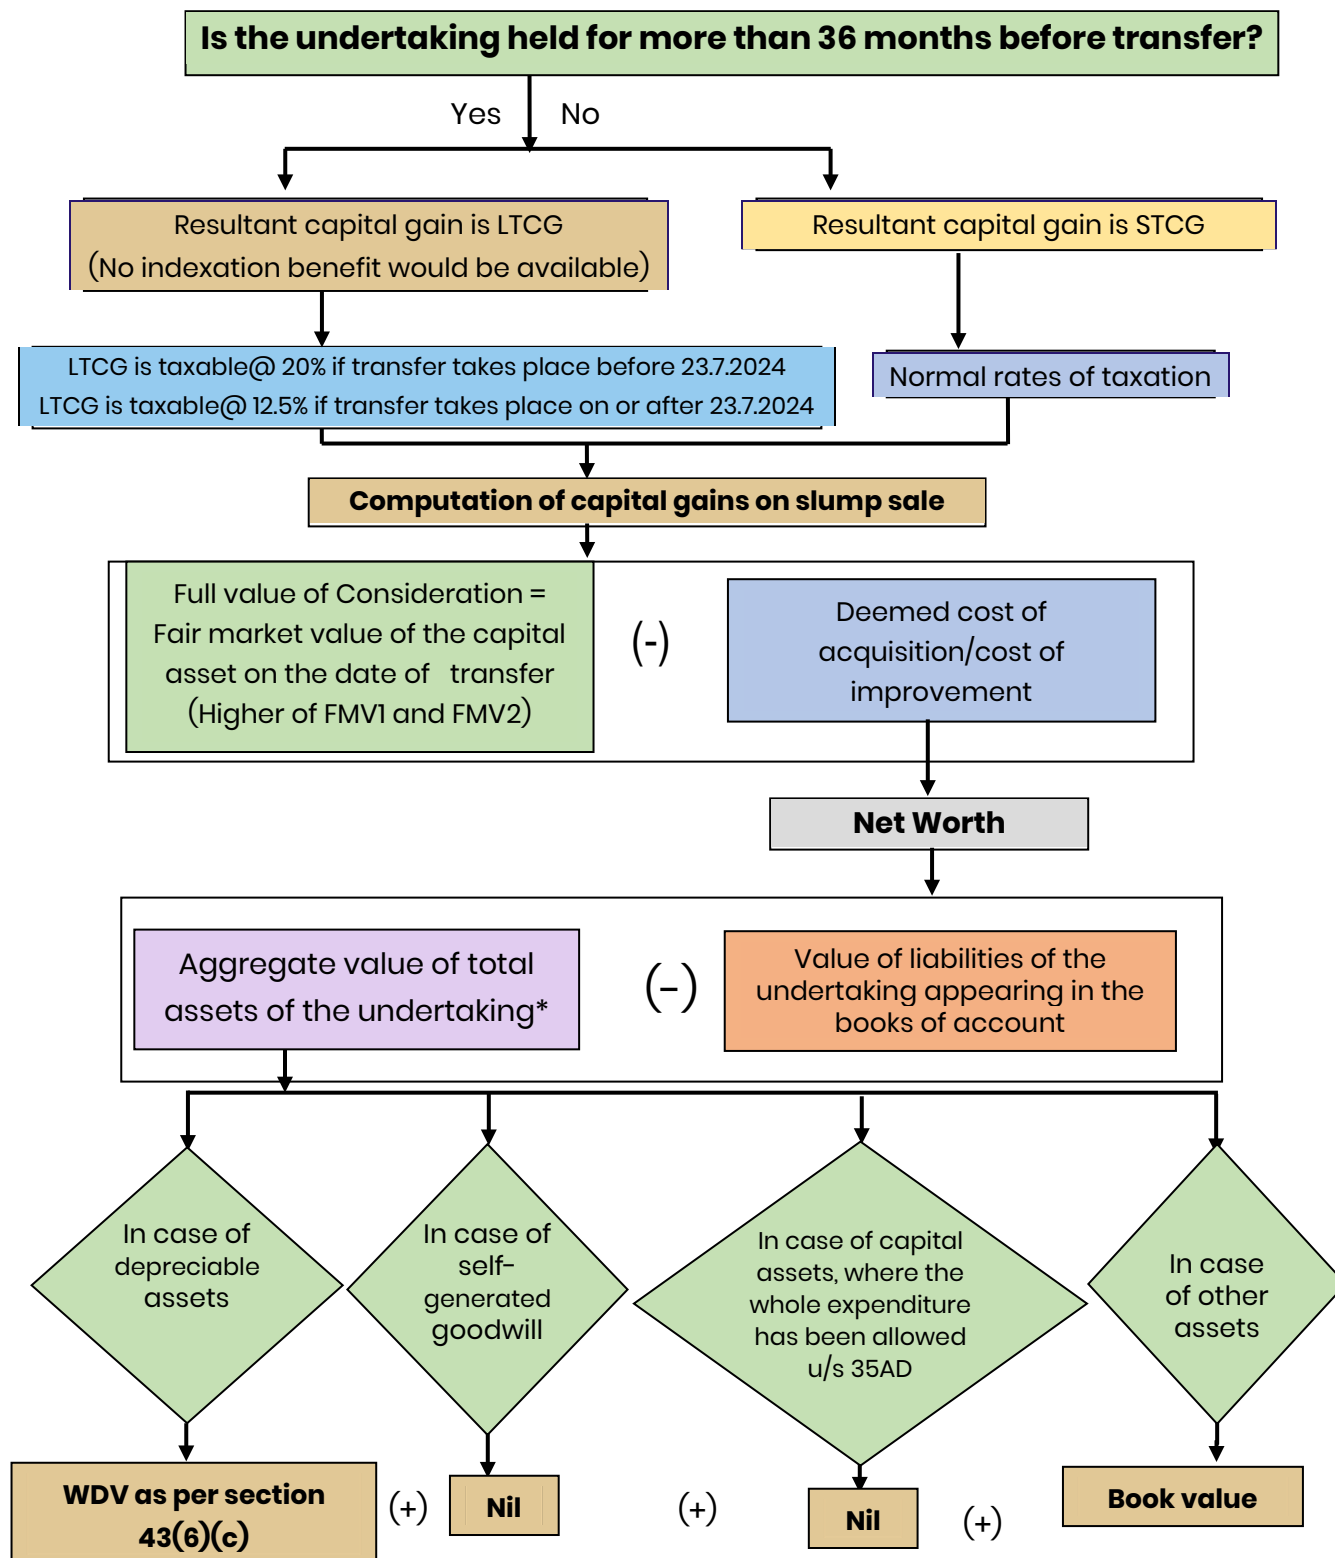 Is the undertaking held for more than 36 months before transfer?
Yes
No
Resultant capital gain is LTCG
(No indexation benefit would be available)
Resultant capital gain is STCG
LTCG is taxable@ 20% if transfer takes place before 23.7.2024
LTCG is taxable@ 12.5% if transfer takes place on or after 23.7.2024
Normal rates of taxation
Computation of capital gains on slump sale
Full value of Consideration =
Fair market value of the capital
asset on the date of transfer
(Higher of FMV1 and FMV2)
(-)
Deemed cost of
acquisition/cost of
improvement
Net Worth
Aggregate value of total
assets of the undertaking*
(-)
Value of liabilities of the
undertaking appearing in the
books of account
In case of
depreciable
assets
In case of
self-
generated
goodwill
In case of capital
assets, where the
whole expenditure
has been allowed
u/s 35AD
In case
of other
assets
WDV as per section
43(6)(c)
(+)
Nil
(+)
Nil
(+)
Book value